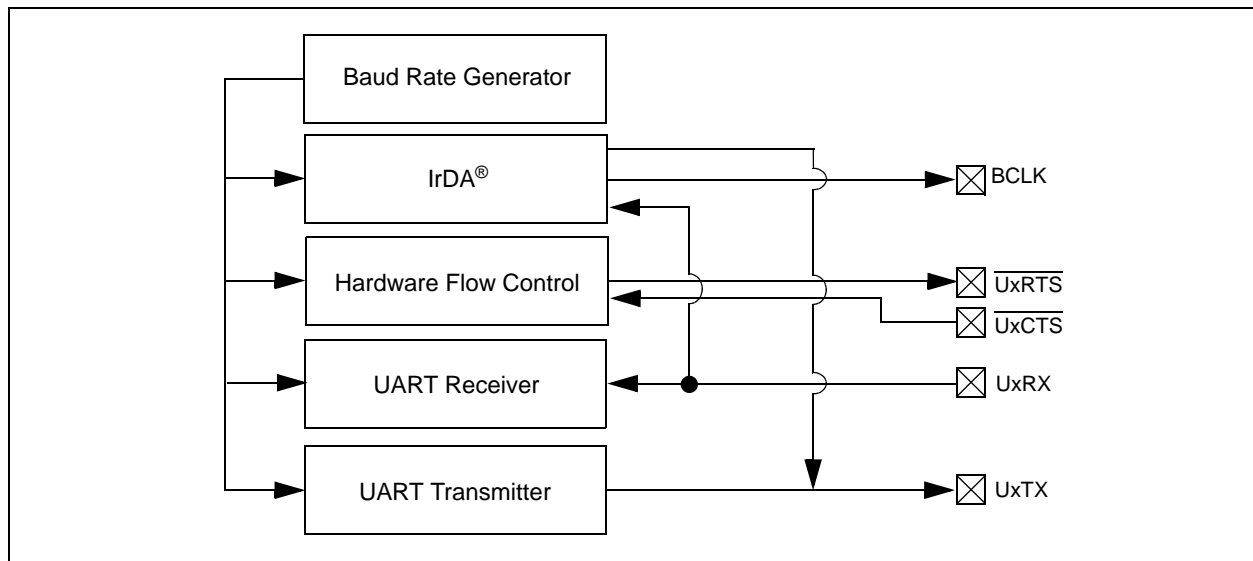 Baud Rate Generator
IrDA®
BCLK
Hardware Flow Control
UxRTS
UxCTS
UART Receiver
UxRX
UART Transmitter
UxTX